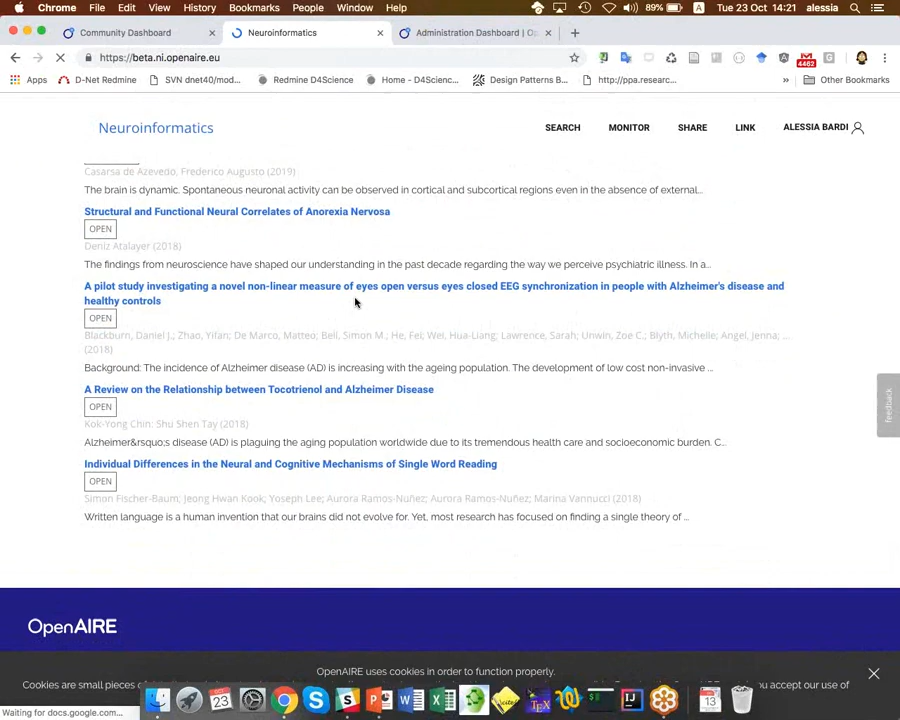 Chrome File Edit View History Bookmarks People Window Help 89% A Tue 23 Oct 14:21 alessia
Community Dashboard Neuroinformatics Administration Dashboard | Op
https://beta.ni.openaire.eu 4462
Apps D-Net Redmine SVN dnet40/mod... Redmine D4Science Home - D4Scienc... Design Patterns B... http://ppa.researc... » Other Bookmarks
Neuroinformatics SEARCH MONITOR SHARE LINK ALESSIA BARDI
Casarsa de Azevedo, Frederico Augusto (2019)
The brain is dynamic. Spontaneous neuronal activity can be observed in cortical and subcortical regions even in the absence of external...
Structural and Functional Neural Correlates of Anorexia Nervosa
OPEN
Deniz Atalayer (2018)
The findings from neuroscience have shaped our understanding in the past decade regarding the way we perceive psychiatric illness. In a...
A pilot study investigating a novel non-linear measure of eyes open versus eyes closed EEG synchronization in people with Alzheimer's disease and
healthy controls
OPEN
Blackburn, Daniel J.; Zhao, Yifan; De Marco, Matteo; Bell, Simon M.; He, Fei; Wei, Hua-Liang; Lawrence, Sarah; Unwin, Zoe C.; Blyth, Michelle; Angel, Jenna; ...
(2018)
Background: The incidence of Alzheimer disease (AD) is increasing with the ageing population. The development of low cost non-invasive ...
A Review on the Relationship between Tocotrienol and Alzheimer Disease
OPEN
Kok-Yong Chin; Shu Shen Tay (2018)
Alzheimer&rsquo;s disease (AD) is plaguing the aging population worldwide due to its tremendous health care and socioeconomic burden. C...
Individual Differences in the Neural and Cognitive Mechanisms of Single Word Reading
OPEN
Simon Fischer-Baum; Jeong Hwan Kook; Yoseph Lee; Aurora Ramos-Nuñez; Aurora Ramos-Nuñez; Marina Vannucci (2018)
Written language is a human invention that our brains did not evolve for. Yet, most research has focused on finding a single theory of ...
feedback
OpenAIRE
OpenAIRE uses cookies in order to function properly.
Cookies are small pieces of
you accept our use of
Waiting for docs.google.com...